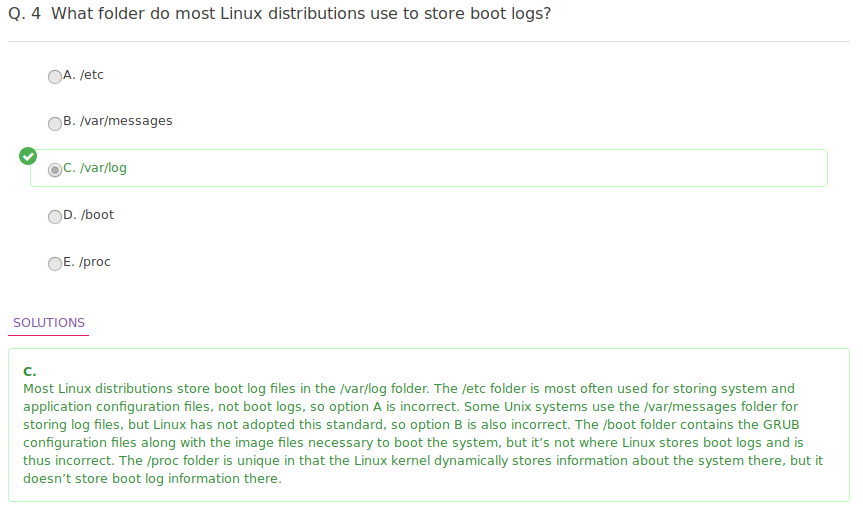 Q. 4  What folder do most Linux distributions use to store boot logs?
A. /etc
B. /var/messages
C. /var/log
D. /boot
E. /proc
SOLUTIONS
C.
Most Linux distributions store boot log files in the /var/log folder. The /etc folder is most often used for storing system and
application configuration files, not boot logs, so option A is incorrect. Some Unix systems use the /var/messages folder for
storing log files, but Linux has not adopted this standard, so option B is also incorrect. The /boot folder contains the GRUB
configuration files along with the image files necessary to boot the system, but it’s not where Linux stores boot logs and is
thus incorrect. The /proc folder is unique in that the Linux kernel dynamically stores information about the system there, but it
doesn’t store boot log information there.